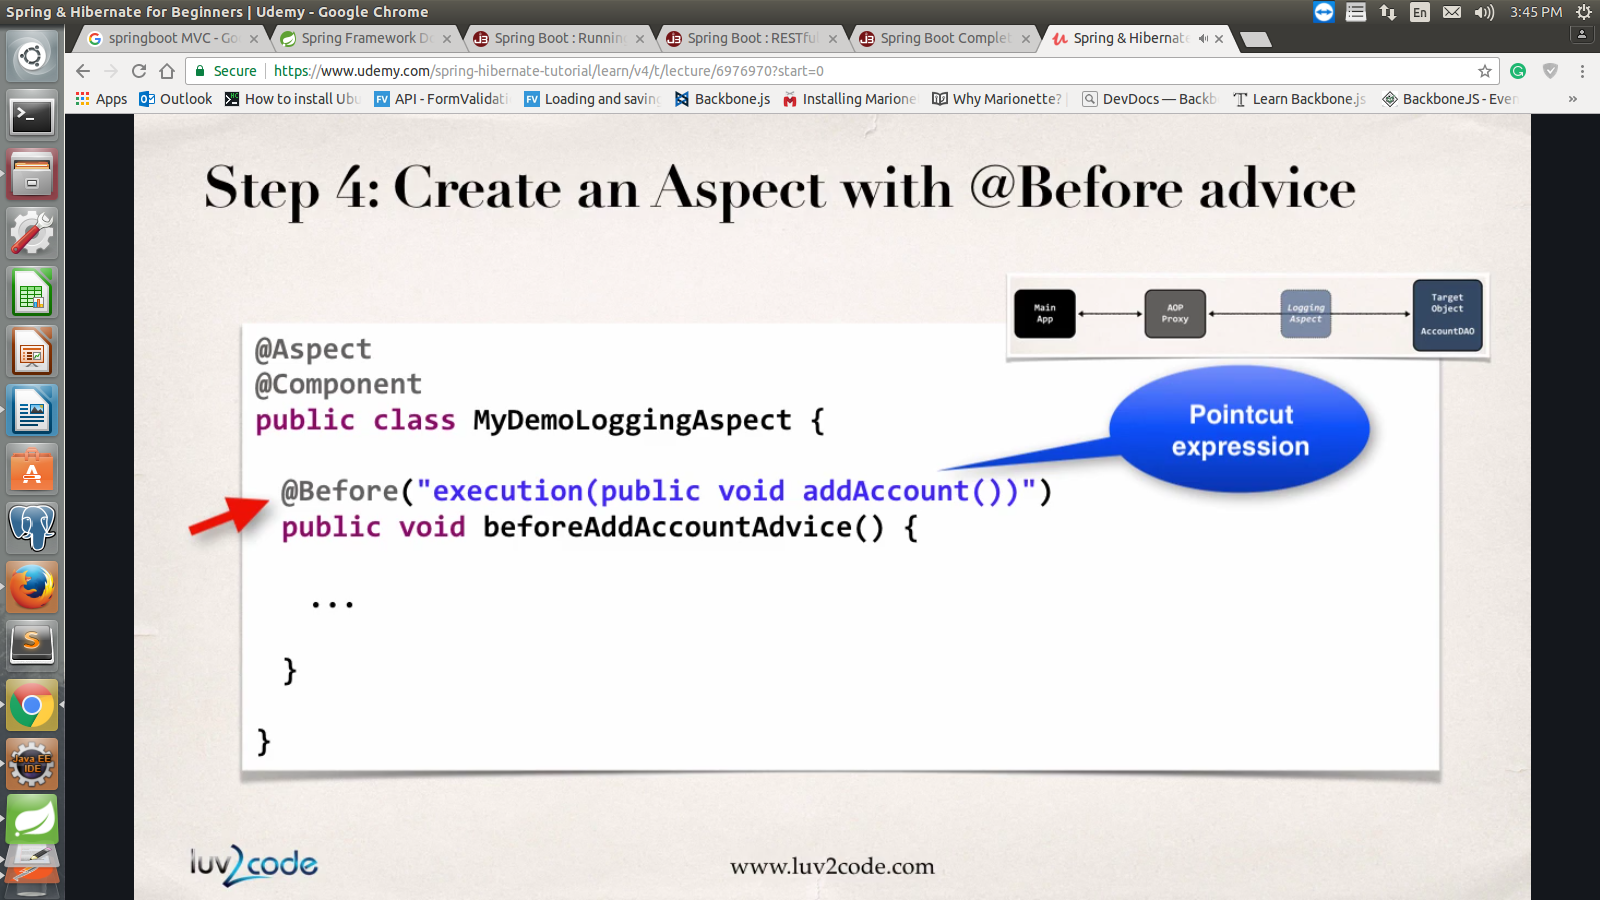 Spring & Hibernate for Beginners | Udemy - Google Chrome
En
3:45 PM
springboot MVC - Go
Spring Framework D
Spring Boot : Runnin
Spring Boot : RESTfu
Spring Boot Complet
Spring & Hibernate
Secure
https://www.udemy.com/spring-hibernate-tutorial/learn/v4/t/lecture/6976970?start=0
Apps
Outlook
How to install Ubu
API - FormValidati
Loading and saving
Backbone.js
Installing Marione
Why Marionette?
DevDocs — Backb
Learn Backbone.js
BackboneJS - Even
»
Step 4: Create an Aspect with @Before advice
Main
App
AOP
Proxy
Logging
Aspect
Target
Object
AccountDAO
@Aspect
@Component
public class MyDemoLoggingAspect {
Pointcut
expression
@Before("execution(public void addAccount())")
public void beforeAddAccountAdvice() {
...
}
}
Java EE
IDE
luv2code
www.luv2code.com